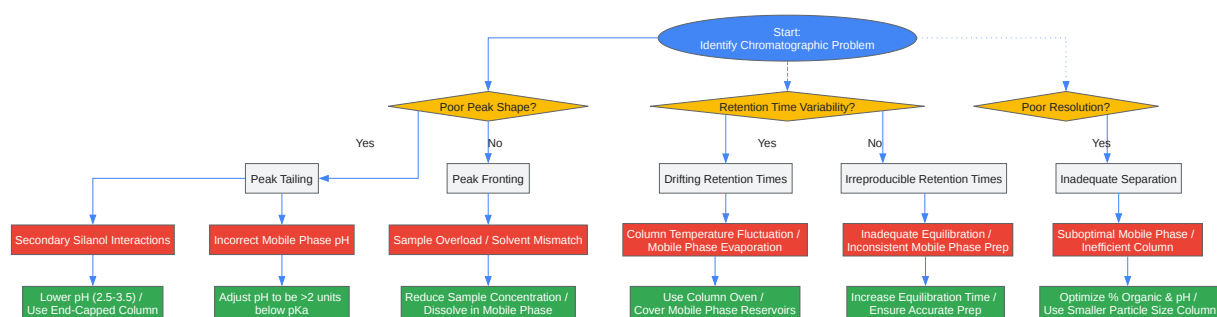 Start:
Identify Chromatographic Problem
Poor Peak Shape?
Retention Time Variability?
Poor Resolution?
Yes
No
Yes
No
Yes
Peak Tailing
Peak Fronting
Drifting Retention Times
Irreproducible Retention Times
Inadequate Separation
Secondary Silanol Interactions
Incorrect Mobile Phase pH
Sample Overload / Solvent Mismatch
Column Temperature Fluctuation /
Mobile Phase Evaporation
Inadequate Equilibration /
Inconsistent Mobile Phase Prep
Suboptimal Mobile Phase /
Inefficient Column
Lower pH (2.5-3.5) /
Use End-Capped Column
Adjust pH to be >2 units
below pKa
Reduce Sample Concentration /
Dissolve in Mobile Phase
Use Column Oven /
Cover Mobile Phase Reservoirs
Increase Equilibration Time /
Ensure Accurate Prep
Optimize % Organic & pH /
Use Smaller Particle Size Column